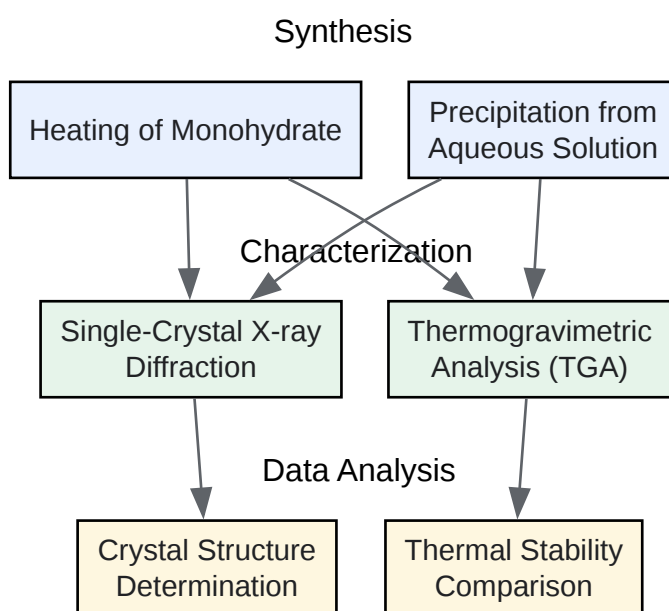 Synthesis
Heating of Monohydrate
Precipitation from
Aqueous Solution
Characterization
Single-Crystal X-ray
Diffraction
Thermogravimetric
Analysis (TGA)
Data Analysis
Crystal Structure
Determination
Thermal Stability
Comparison